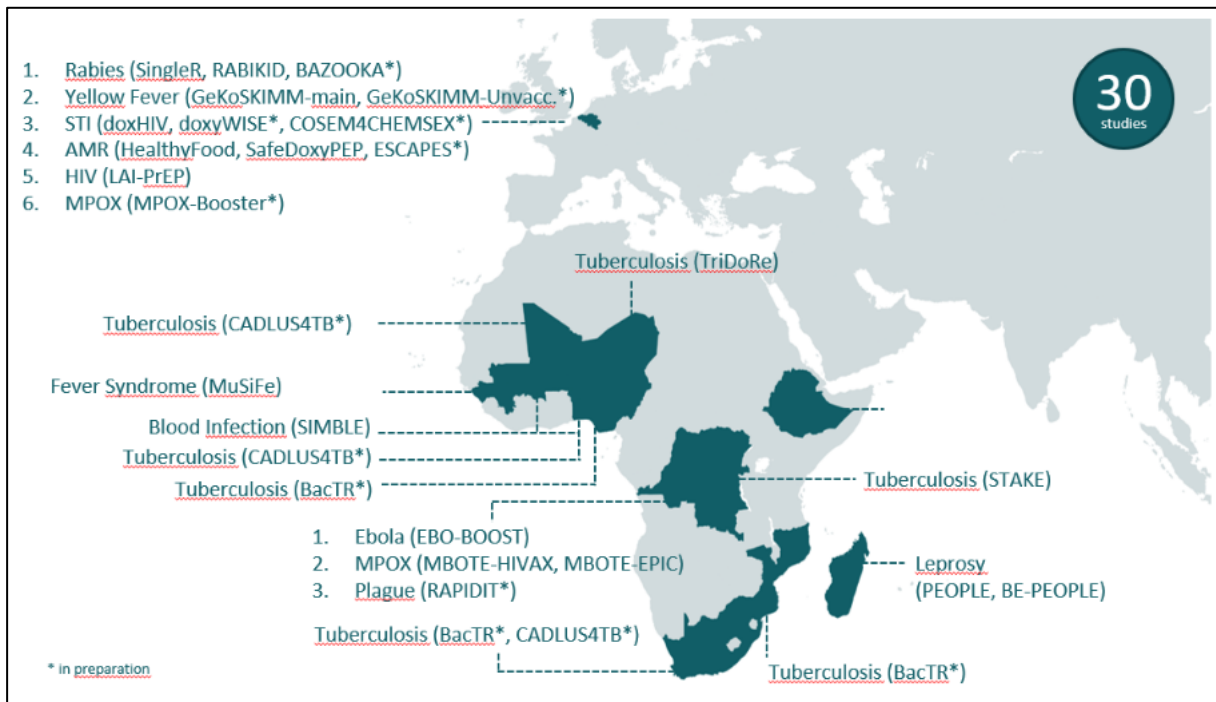 1. Rabies (SingleR, RABIKID, BAZOOKA*)
2. Yellow Fever (GeKoSKIMM-main, GeKoSKIMM-Unvacc.*)
3. STI (doxHIV, doxyWISE*, COSEM4CHEMSEX*)
4. AMR (HealthyFood, SafeDoxyPEP, ESCAPES*)
5. HIV (LAI-PrEP)
6. MPOX (MPOX-Booster*)
30
studies
Tuberculosis (TriDoRe)
Tuberculosis (CADLUS4TB*)
Fever Syndrome (MuSiFe)
Blood Infection (SIMBLE)
Tuberculosis (CADLUS4TB*)
Tuberculosis (BacTR*)
Tuberculosis (STAKE)
1. Ebola (EBO-BOOST)
2. MPOX (MBOTE-HIVAX, MBOTE-EPIC)
3. Plague (RAPIDIT*)
Leprosy
(PEOPLE, BE-PEOPLE)
Tuberculosis (BacTR*, CADLUS4TB*)
Tuberculosis (BacTR*)
* in preparation